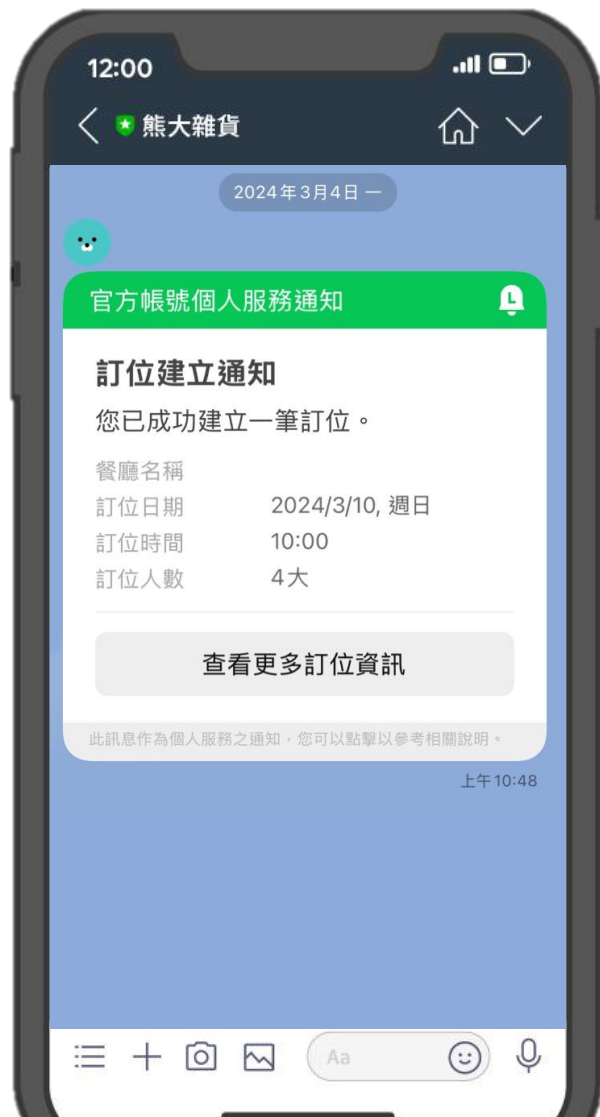 12:00
熊大雜貨
2024年3月4日 一
官方帳號個人服務通知
L
訂位建立通知
您已成功建立一筆訂位。
餐廳名稱
訂位日期 2024/3/10, 週日
訂位時間 10:00
訂位人數 4大
查看更多訂位資訊
此訊息作為個人服務之通知，您可以點擊以參考相關說明。
上午10:48
Aa